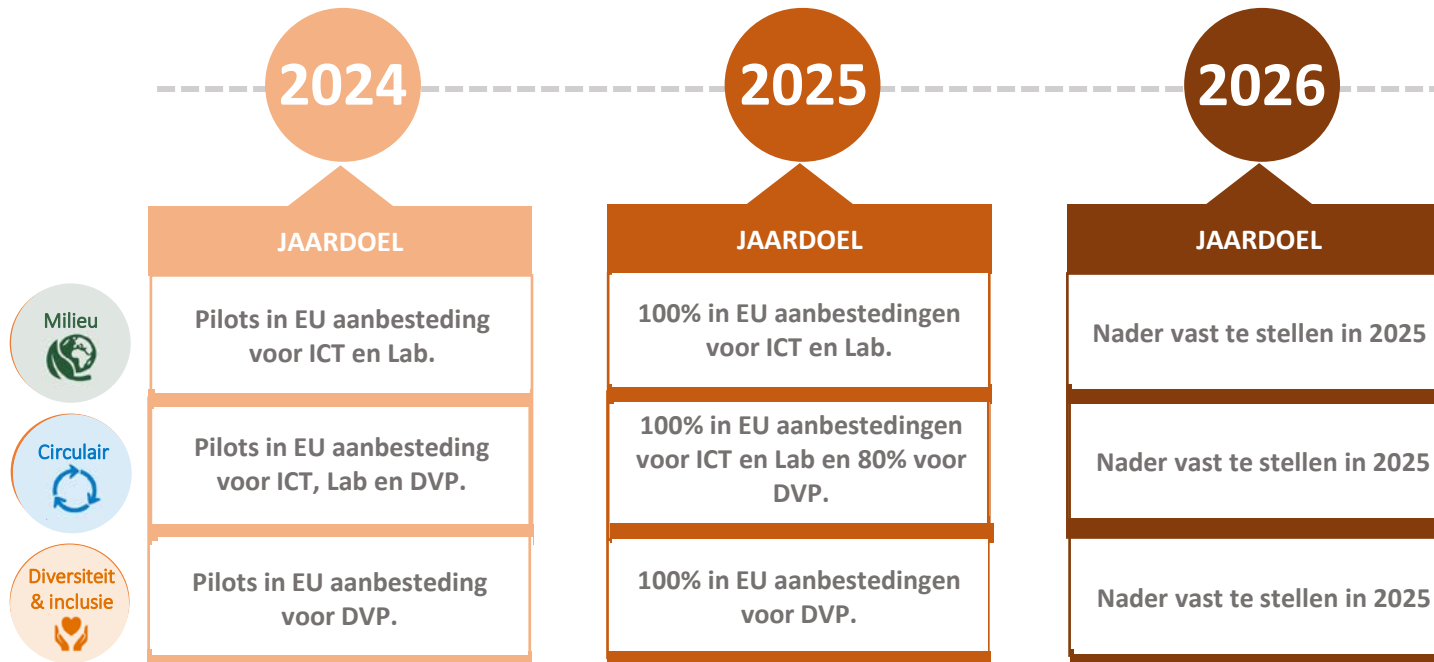 2024
2025
2026
JAARDOEL
JAARDOEL
JAARDOEL
Milieu
Pilots in EU aanbesteding
voor ICT en Lab.
100% in EU aanbestedingen
voor ICT en Lab.
Nader vast te stellen in 2025
Circulair
Pilots in EU aanbesteding
voor ICT, Lab en DVP.
100% in EU aanbestedingen
voor ICT en Lab en 80% voor
DVP.
Nader vast te stellen in 2025
Diversiteit
& inclusie
Pilots in EU aanbesteding
voor DVP.
100% in EU aanbestedingen
voor DVP.
Nader vast te stellen in 2025